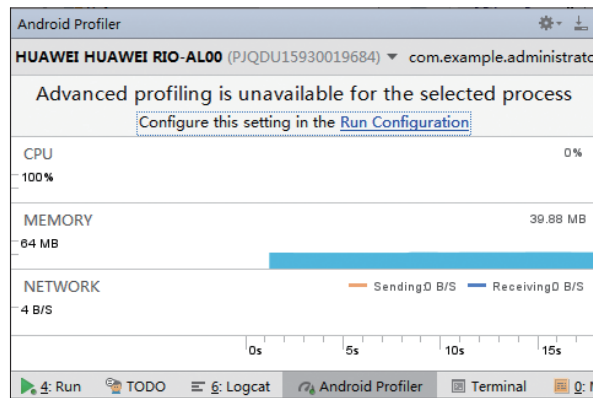 Android Profiler
HUAWEI HUAWEI RIO-AL00 (PJQDU15930019684) com.example.administratc
Advanced profiling is unavailable for the selected process
Configure this setting in the Run Configuration
CPU 0%
100%
MEMORY 39.88 MB
64 MB
NETWORK Sending:0 B/S Receiving:0 B/S
4 B/S
0s 5s 10s 15s
4: Run TODO 6: Logcat Android Profiler Terminal 0: